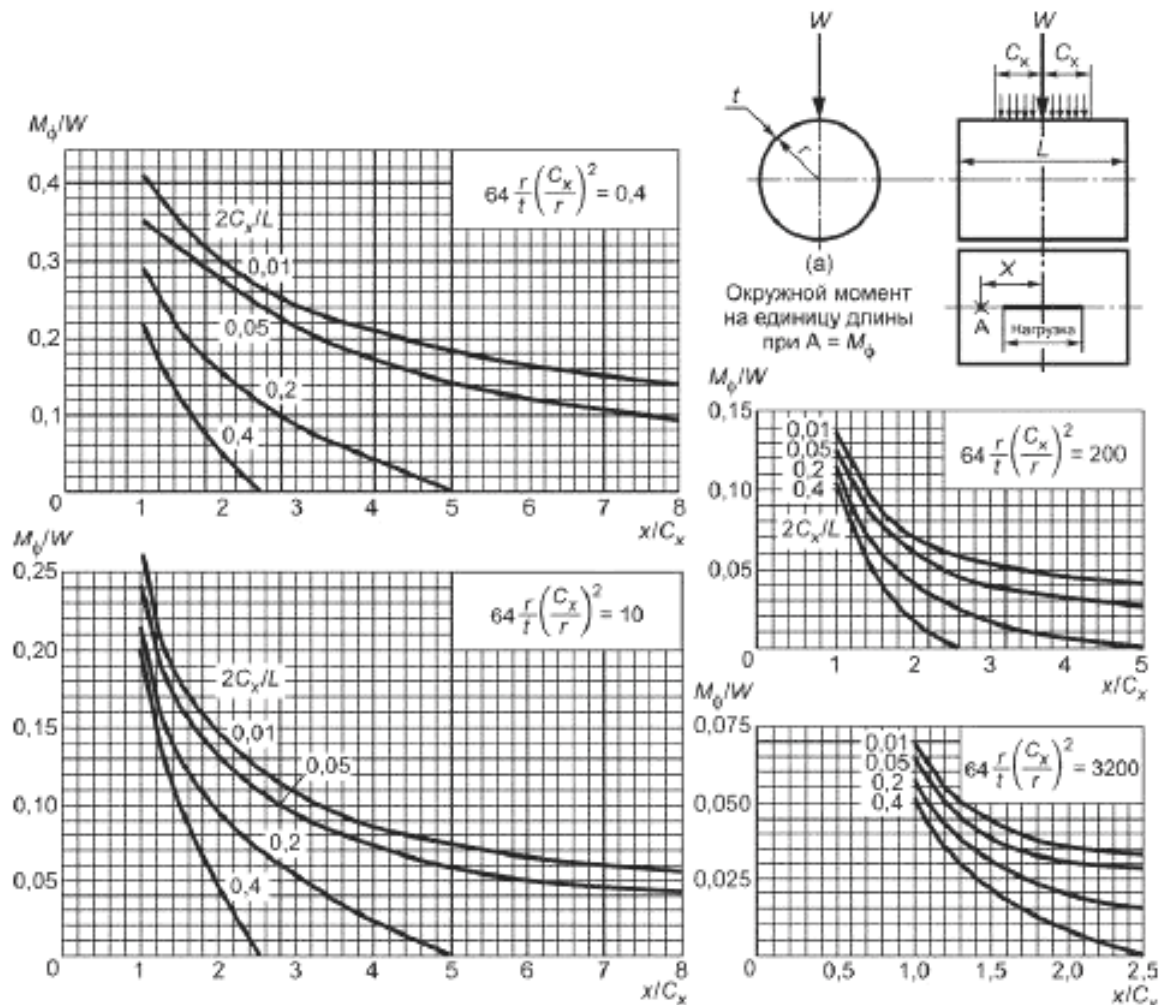 W
W
Cₓ
Cₓ
t
r
L
(а)
Окружной момент
на единицу длины
при А = M_ϕ
X
А
Нагрузка
M_ϕ/W
64 r/t (Cₓ/r)² = 0,4
2Cₓ/L
0,01
0,05
0,2
0,4
0,4
0,3
0,2
0,1
0 1 2 3 4 5 6 7 8
x/Cₓ
M_ϕ/W
64 r/t (Cₓ/r)² = 200
0,01
0,05
0,2
0,4
2Cₓ/L
0,15
0,10
0,05
0 1 2 3 4 5
x/Cₓ
M_ϕ/W
64 r/t (Cₓ/r)² = 10
2Cₓ/L
0,01
0,05
0,2
0,4
0,25
0,20
0,15
0,10
0,05
0 1 2 3 4 5 6 7 8
x/Cₓ
M_ϕ/W
64 r/t (Cₓ/r)² = 3200
0,01
0,05
0,2
0,4
0,075
0,050
0,025
0 0,5 1,0 1,5 2,0 2,5
x/Cₓ